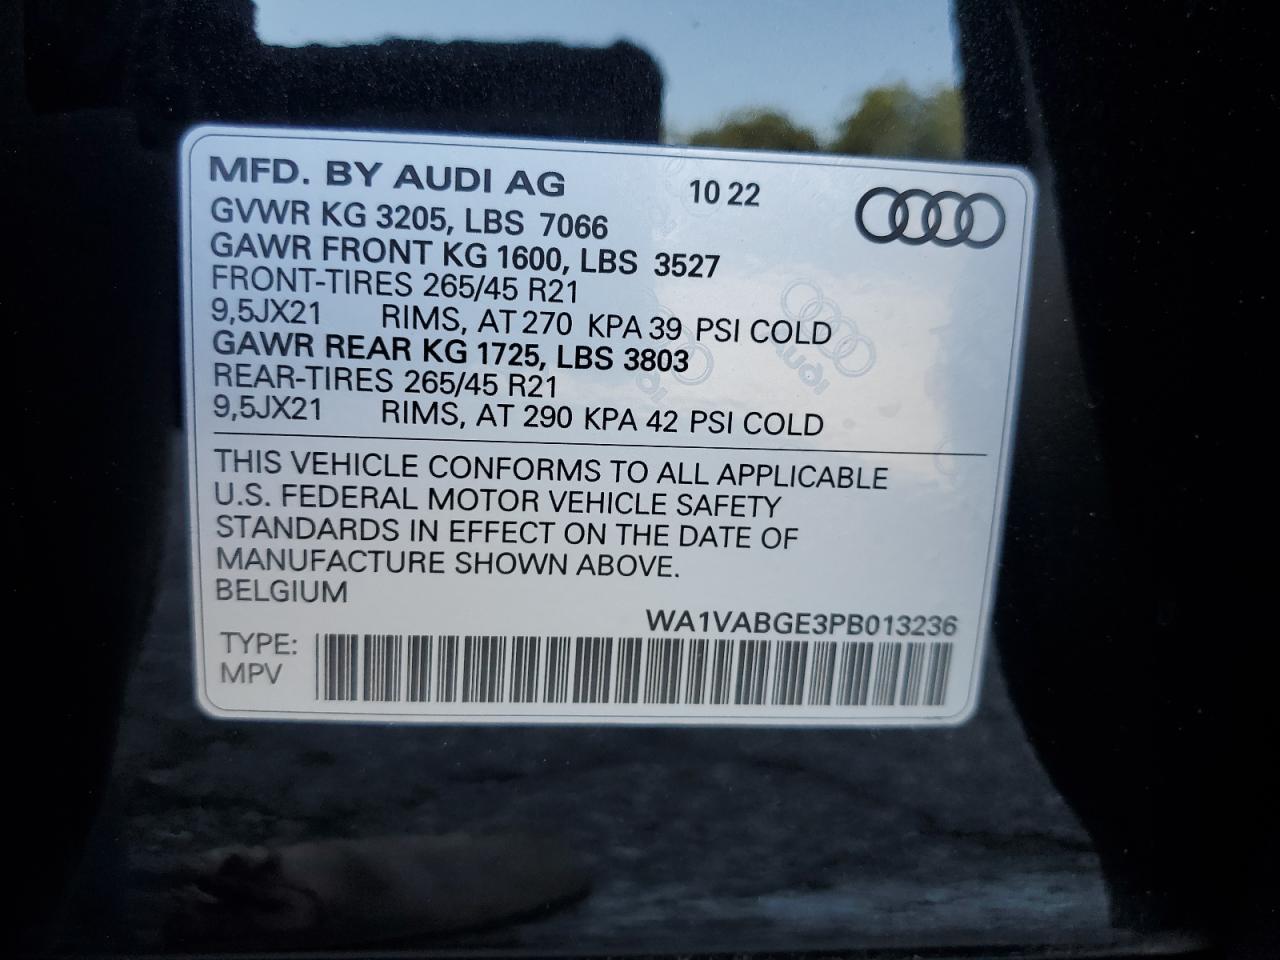 MFD. BY AUDI AG 10 22
GVWR KG 3205, LBS 7066
GAWR FRONT KG 1600, LBS 3527
FRONT-TIRES 265/45 R21
9,5JX21 RIMS, AT 270 KPA 39 PSI COLD
GAWR REAR KG 1725, LBS 3803
REAR-TIRES 265/45 R21
9,5JX21 RIMS, AT 290 KPA 42 PSI COLD
THIS VEHICLE CONFORMS TO ALL APPLICABLE
U.S. FEDERAL MOTOR VEHICLE SAFETY
STANDARDS IN EFFECT ON THE DATE OF
MANUFACTURE SHOWN ABOVE.
BELGIUM
WA1VABGE3PB013236
TYPE:
MPV
Audi
Audi
Audi